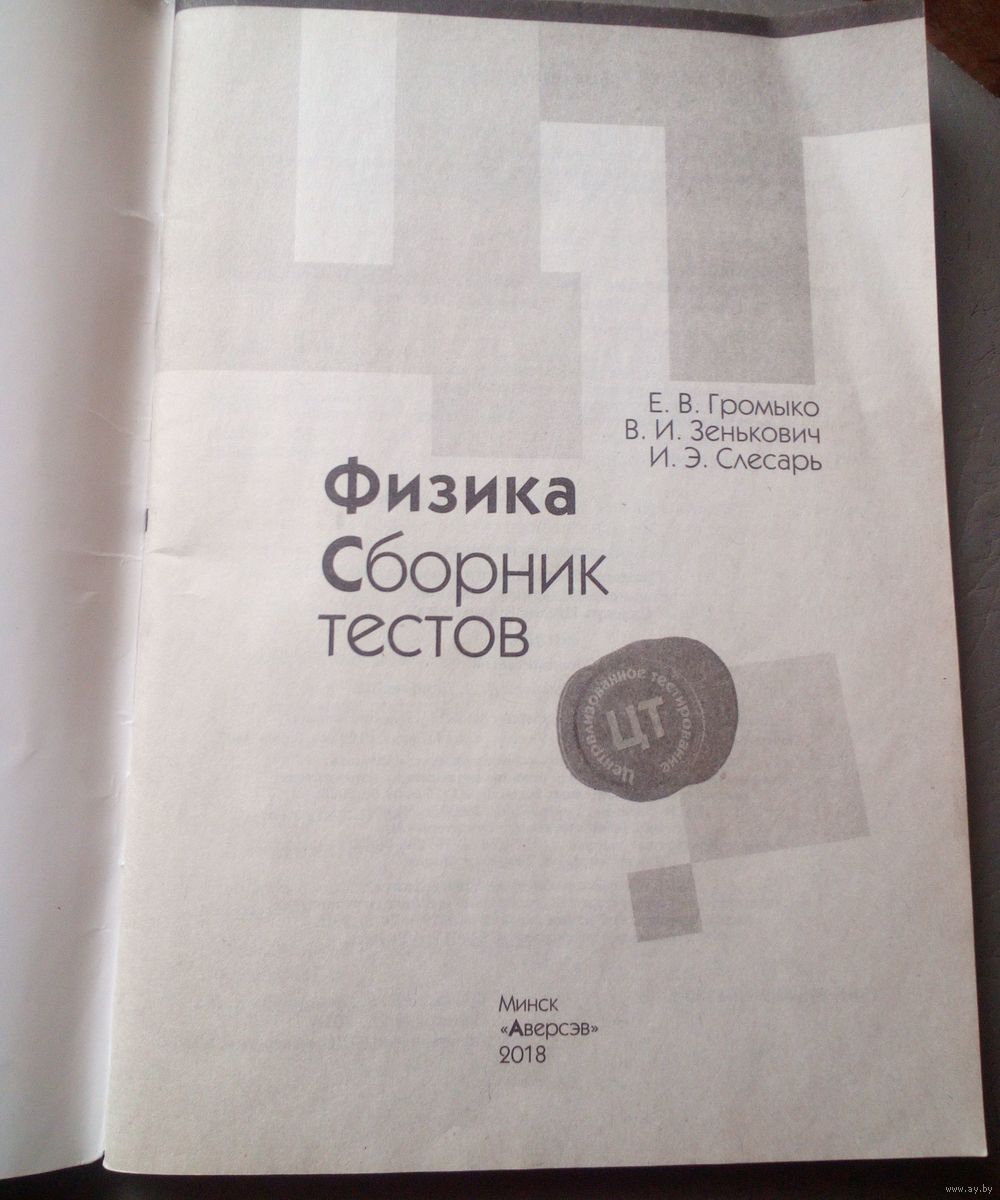 Е. В. Громыко
В. И. Зенькович
И. Э. Слесарь
Физика
Сборник
тестов
Централизованное тестирование
ЦТ
Минск
«Аверсэв»
2018
www.ay.by